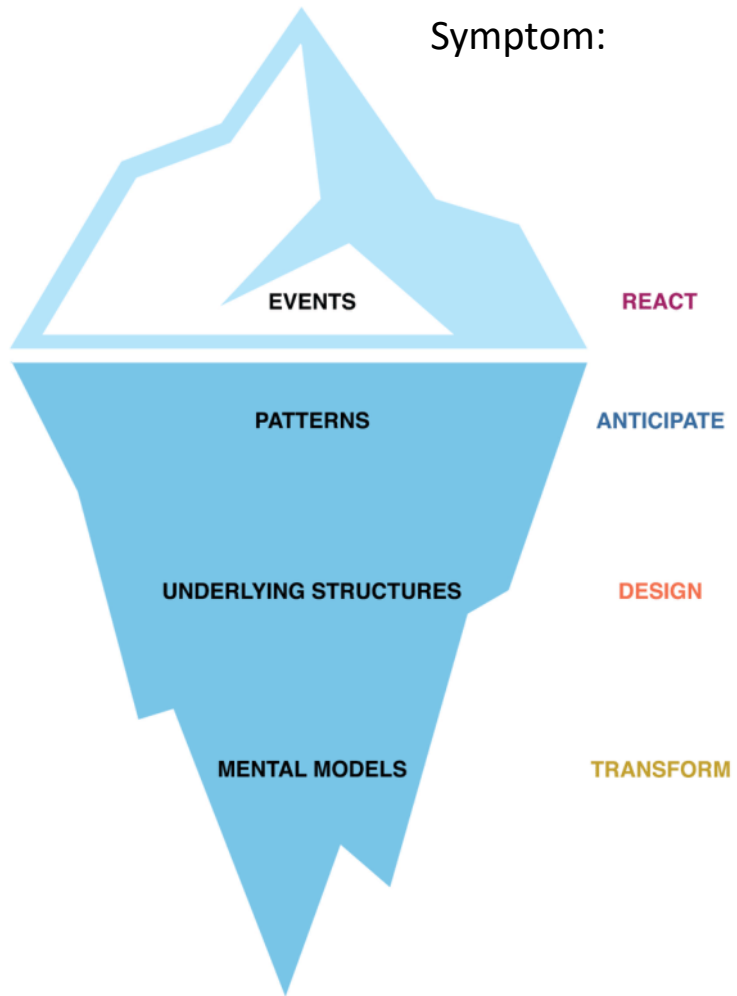 Symptom:
EVENTS REACT
PATTERNS ANTICIPATE
UNDERLYING STRUCTURES DESIGN
MENTAL MODELS TRANSFORM